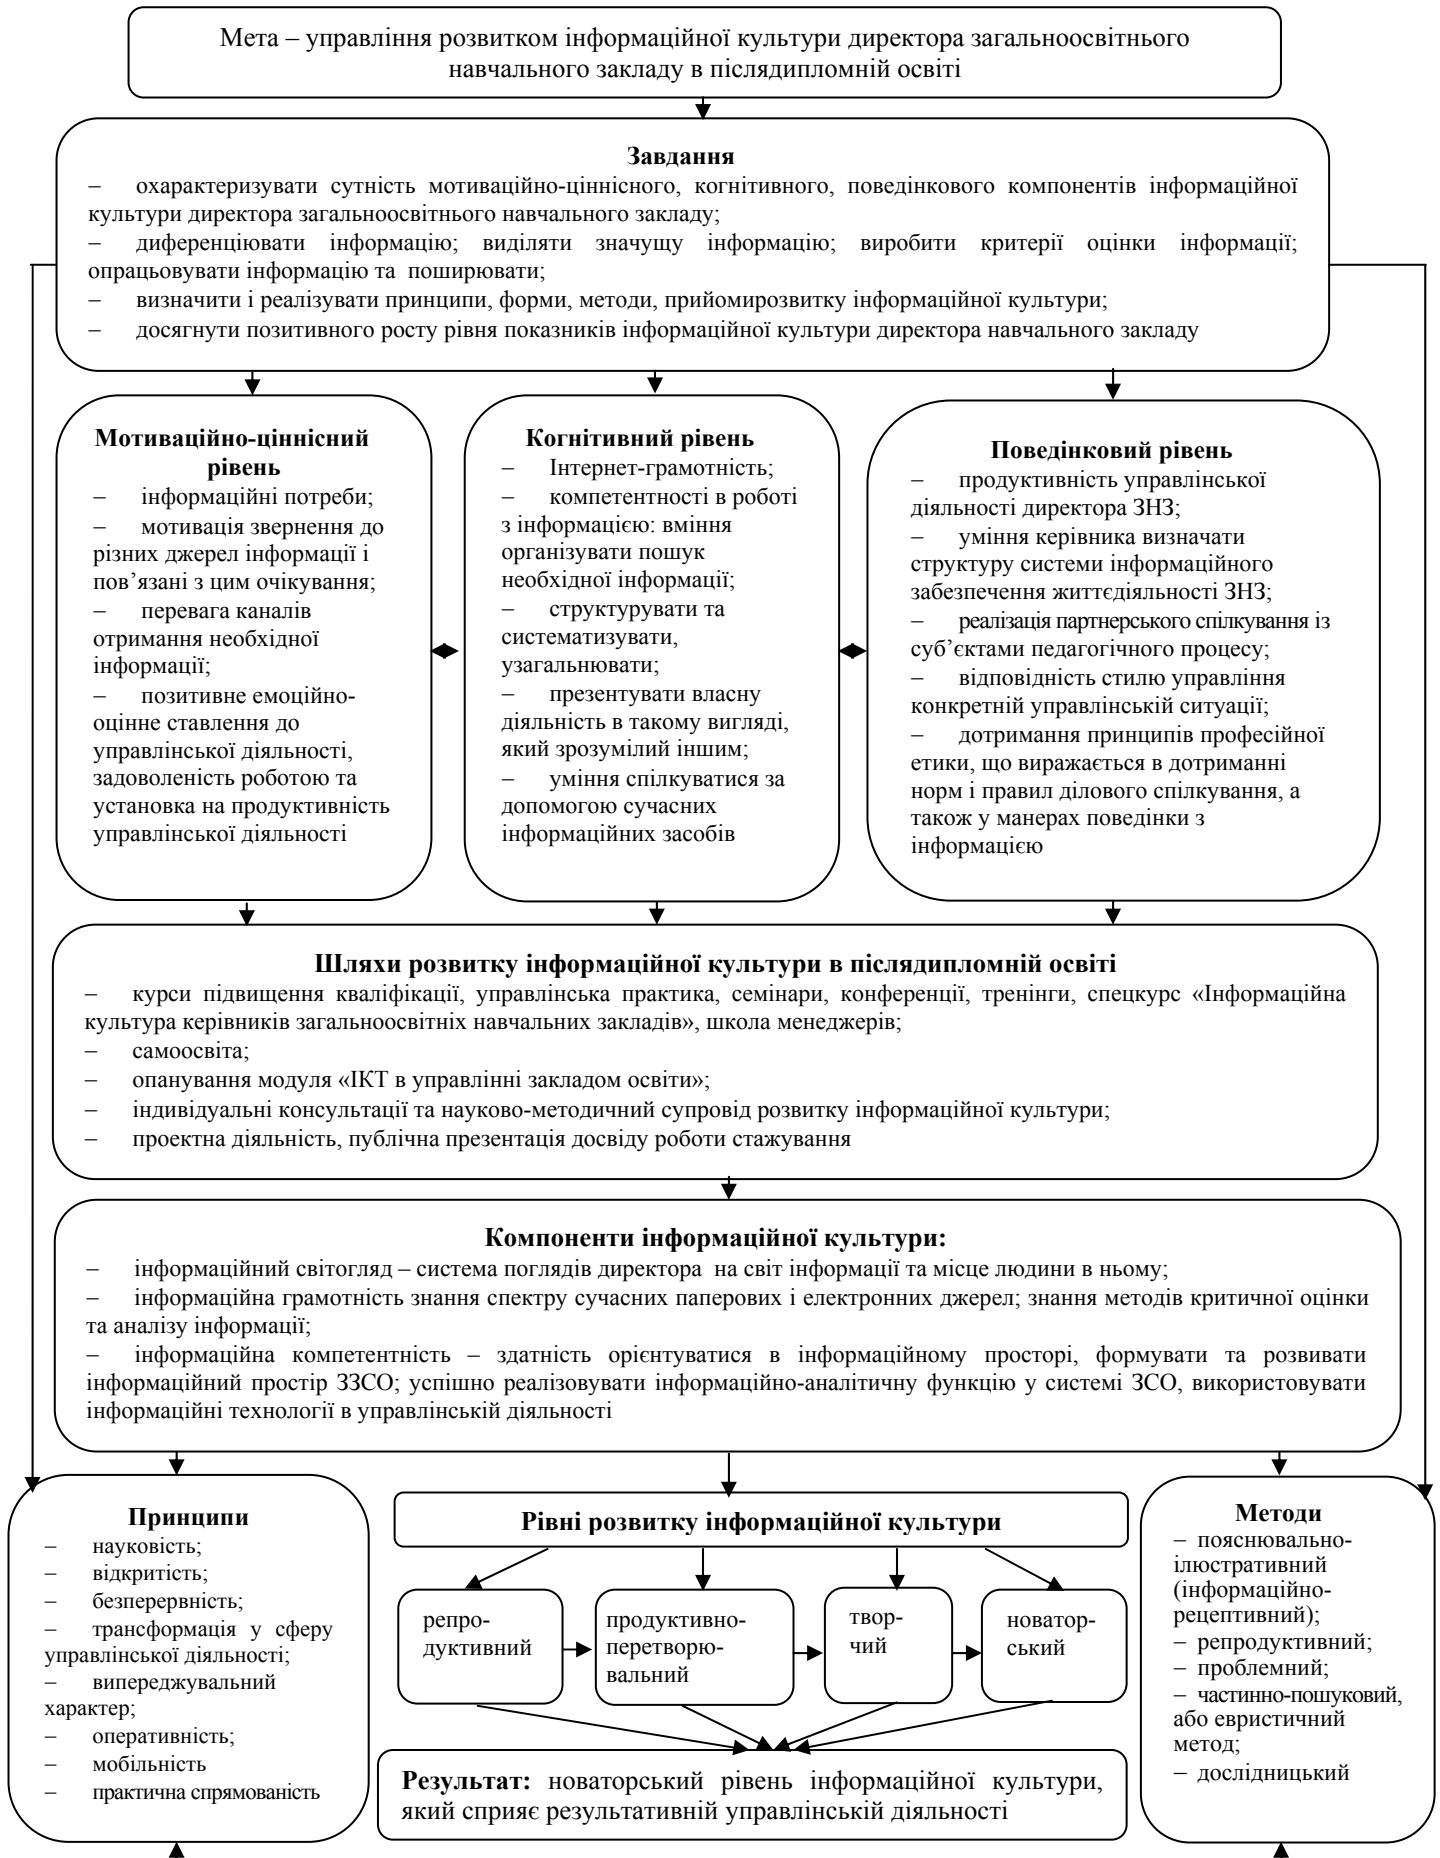 Мета – управління розвитком інформаційної культури директора загальноосвітнього
навчального закладу в післядипломній освіті
Завдання
– охарактеризувати сутність мотиваційно-ціннісного, когнітивного, поведінкового компонентів інформаційної
культури директора загальноосвітнього навчального закладу;
– диференціювати інформацію; виділяти значущу інформацію; виробити критерії оцінки інформації;
опрацьовувати інформацію та поширювати;
– визначити і реалізувати принципи, форми, методи, прийомирозвитку інформаційної культури;
– досягнути позитивного росту рівня показників інформаційної культури директора навчального закладу
Мотиваційно-ціннісний
рівень
– інформаційні потреби;
– мотивація звернення до
різних джерел інформації і
пов’язані з цим очікування;
– перевага каналів
отримання необхідної
інформації;
– позитивне емоційно-
оцінне ставлення до
управлінської діяльності,
задоволеність роботою та
установка на продуктивність
управлінської діяльності
Когнітивний рівень
– Інтернет-грамотність;
– компетентності в роботі
з інформацією: вміння
організувати пошук
необхідної інформації;
– структурувати та
систематизувати,
узагальнювати;
– презентувати власну
діяльність в такому вигляді,
який зрозумілий іншим;
– уміння спілкуватися за
допомогою сучасних
інформаційних засобів
Поведінковий рівень
– продуктивність управлінської
діяльності директора ЗНЗ;
– уміння керівника визначати
структуру системи інформаційного
забезпечення життєдіяльності ЗНЗ;
– реалізація партнерського спілкування із
суб’єктами педагогічного процесу;
– відповідність стилю управління
конкретній управлінській ситуації;
– дотримання принципів професійної
етики, що виражається в дотриманні
норм і правил ділового спілкування, а
також у манерах поведінки з
інформацією
Шляхи розвитку інформаційної культури в післядипломній освіті
– курси підвищення кваліфікації, управлінська практика, семінари, конференції, тренінги, спецкурс «Інформаційна
культура керівників загальноосвітніх навчальних закладів», школа менеджерів;
– самоосвіта;
– опанування модуля «ІКТ в управлінні закладом освіти»;
– індивідуальні консультації та науково-методичний супровід розвитку інформаційної культури;
– проектна діяльність, публічна презентація досвіду роботи стажування
Компоненти інформаційної культури:
– інформаційний світогляд – система поглядів директора на світ інформації та місце людини в ньому;
– інформаційна грамотність знання спектру сучасних паперових і електронних джерел; знання методів критичної оцінки
та аналізу інформації;
– інформаційна компетентність – здатність орієнтуватися в інформаційному просторі, формувати та розвивати
інформаційний простір ЗЗСО; успішно реалізовувати інформаційно-аналітичну функцію у системі ЗСО, використовувати
інформаційні технології в управлінській діяльності
Принципи
– науковість;
– відкритість;
– безперервність;
– трансформація у сферу
управлінської діяльності;
– випереджувальний
характер;
– оперативність;
– мобільність
– практична спрямованість
Рівні розвитку інформаційної культури
репро-
дуктивний
продуктивно-
перетворю-
вальний
твор-
чий
новатор-
ський
Результат: новаторський рівень інформаційної культури,
який сприяє результативній управлінській діяльності
Методи
– пояснювально-
ілюстративний
(інформаційно-
рецептивний);
– репродуктивний;
– проблемний;
– частинно-пошуковий,
або евристичний
метод;
– дослідницький